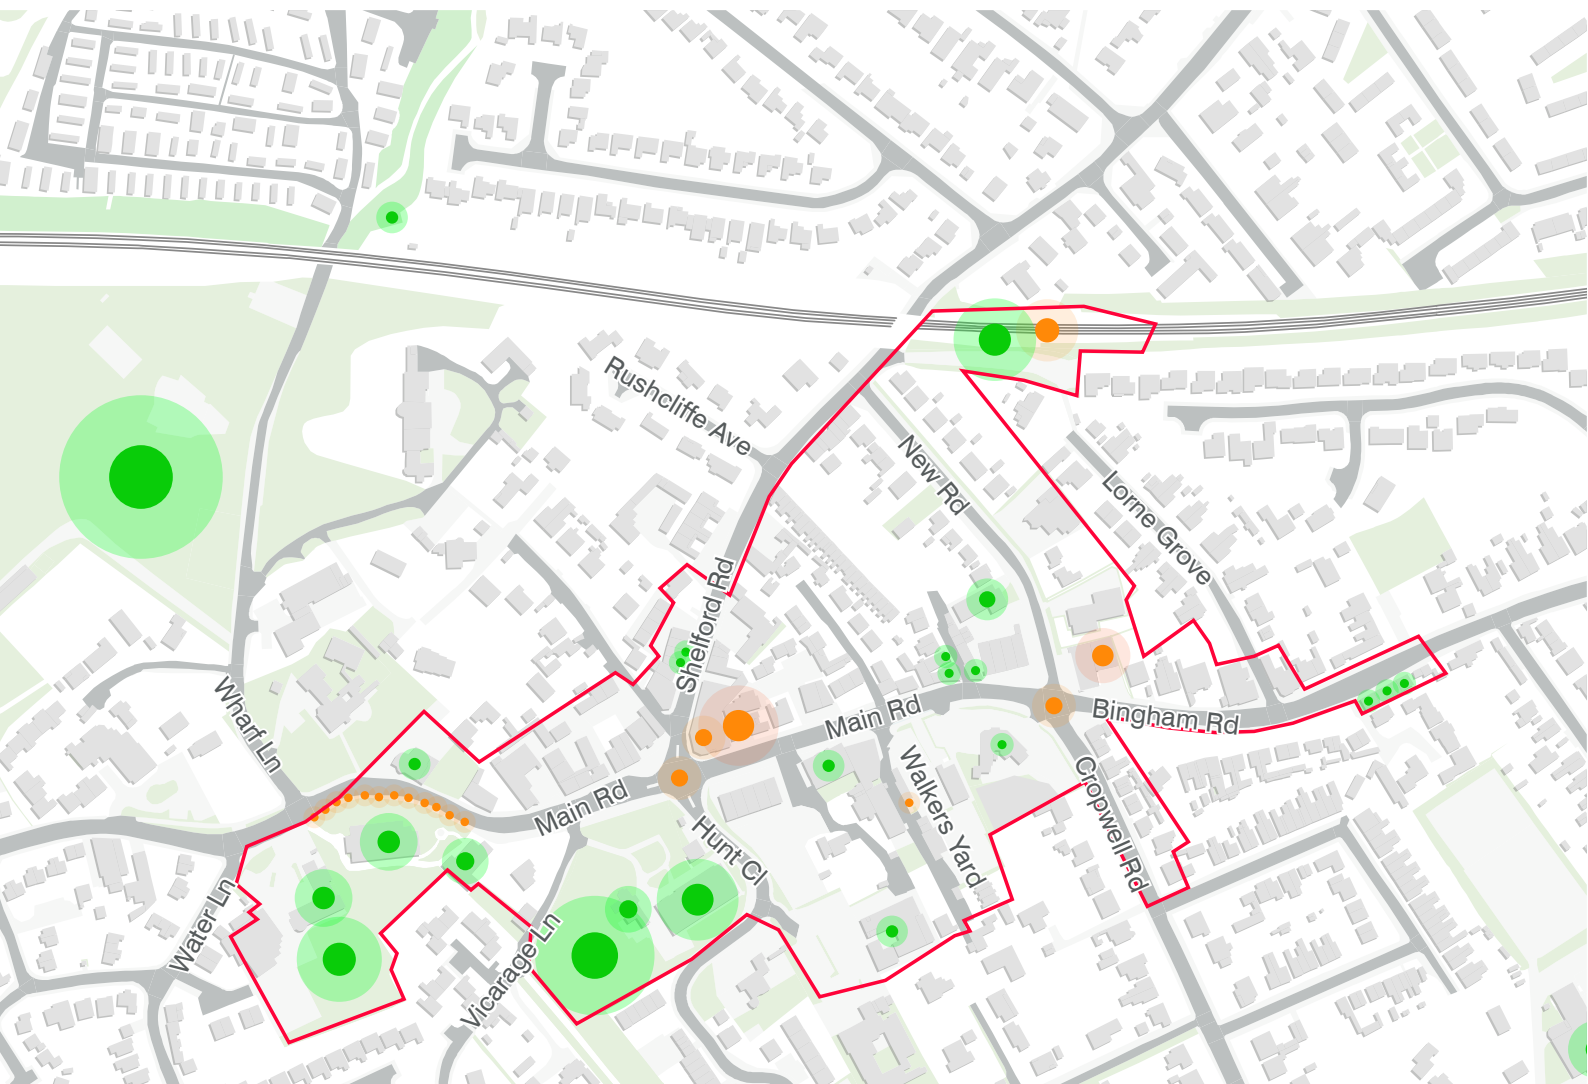 Rushcliffe Ave
New Rd
Lorne Grove
Shelford Rd
Wharf Ln
Main Rd
Bingham Rd
Main Rd
Walkers Yard
Cropwell Rd
Hunt Cl
Water Ln
Vicarage Ln